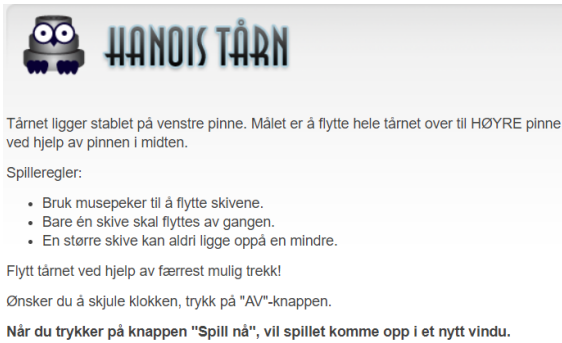 HANOIS TÅRN
Tårnet ligger stablet på venstre pinne. Målet er å flytte hele tårnet over til HØYRE pinne
ved hjelp av pinnen i midten.
Spilleregler:
• Bruk musepeker til å flytte skivene.
• Bare én skive skal flyttes av gangen.
• En større skive kan aldri ligge oppå en mindre.
Flytt tårnet ved hjelp av færrest mulig trekk!
Ønsker du å skjule klokken, trykk på "AV"-knappen.
Når du trykker på knappen "Spill nå", vil spillet komme opp i et nytt vindu.